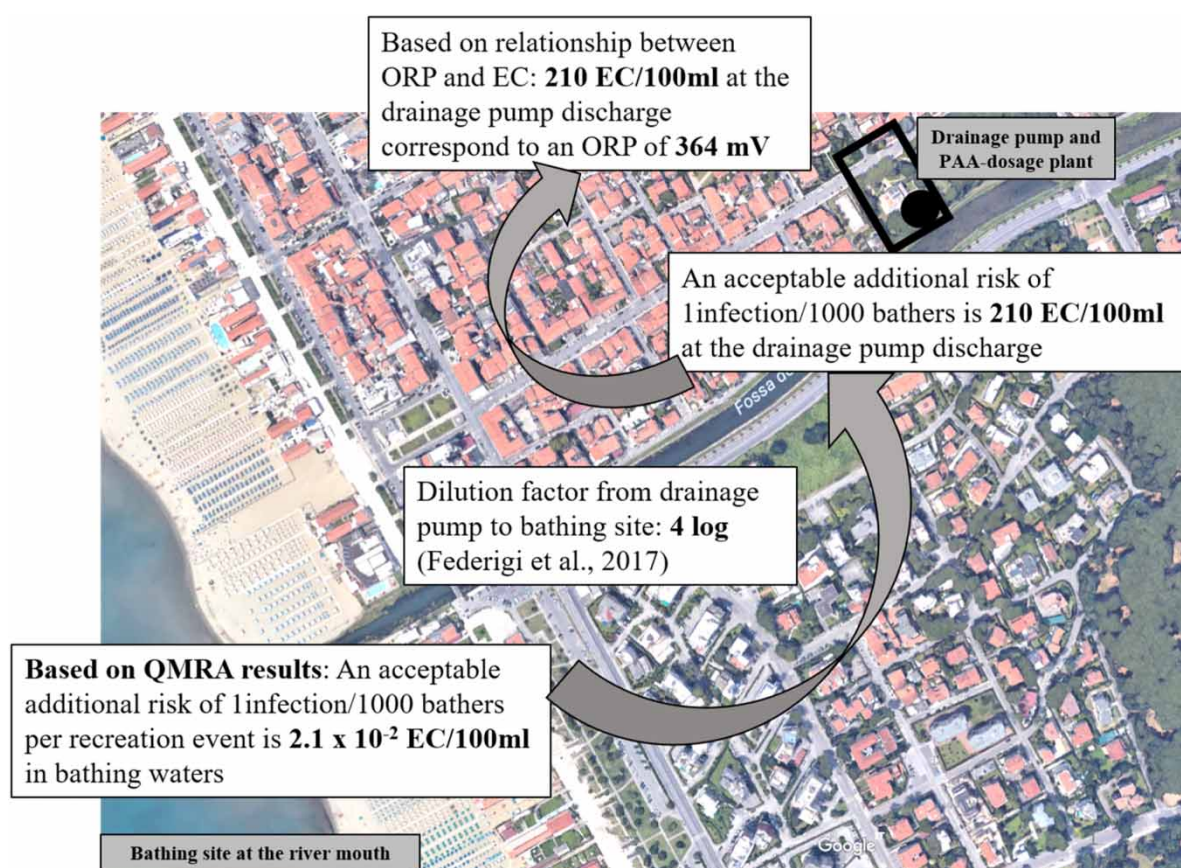 Based on relationship between
ORP and EC: 210 EC/100ml at the
drainage pump discharge
correspond to an ORP of 364 mV
Drainage pump and
PAA-dosage plant
An acceptable additional risk of
1infection/1000 bathers is 210 EC/100ml
at the drainage pump discharge
Fossa
Dilution factor from drainage
pump to bathing site: 4 log
(Federigi et al., 2017)
Based on QMRA results: An acceptable
additional risk of 1infection/1000 bathers
per recreation event is 2.1 x 10⁻² EC/100ml
in bathing waters
Google
Bathing site at the river mouth